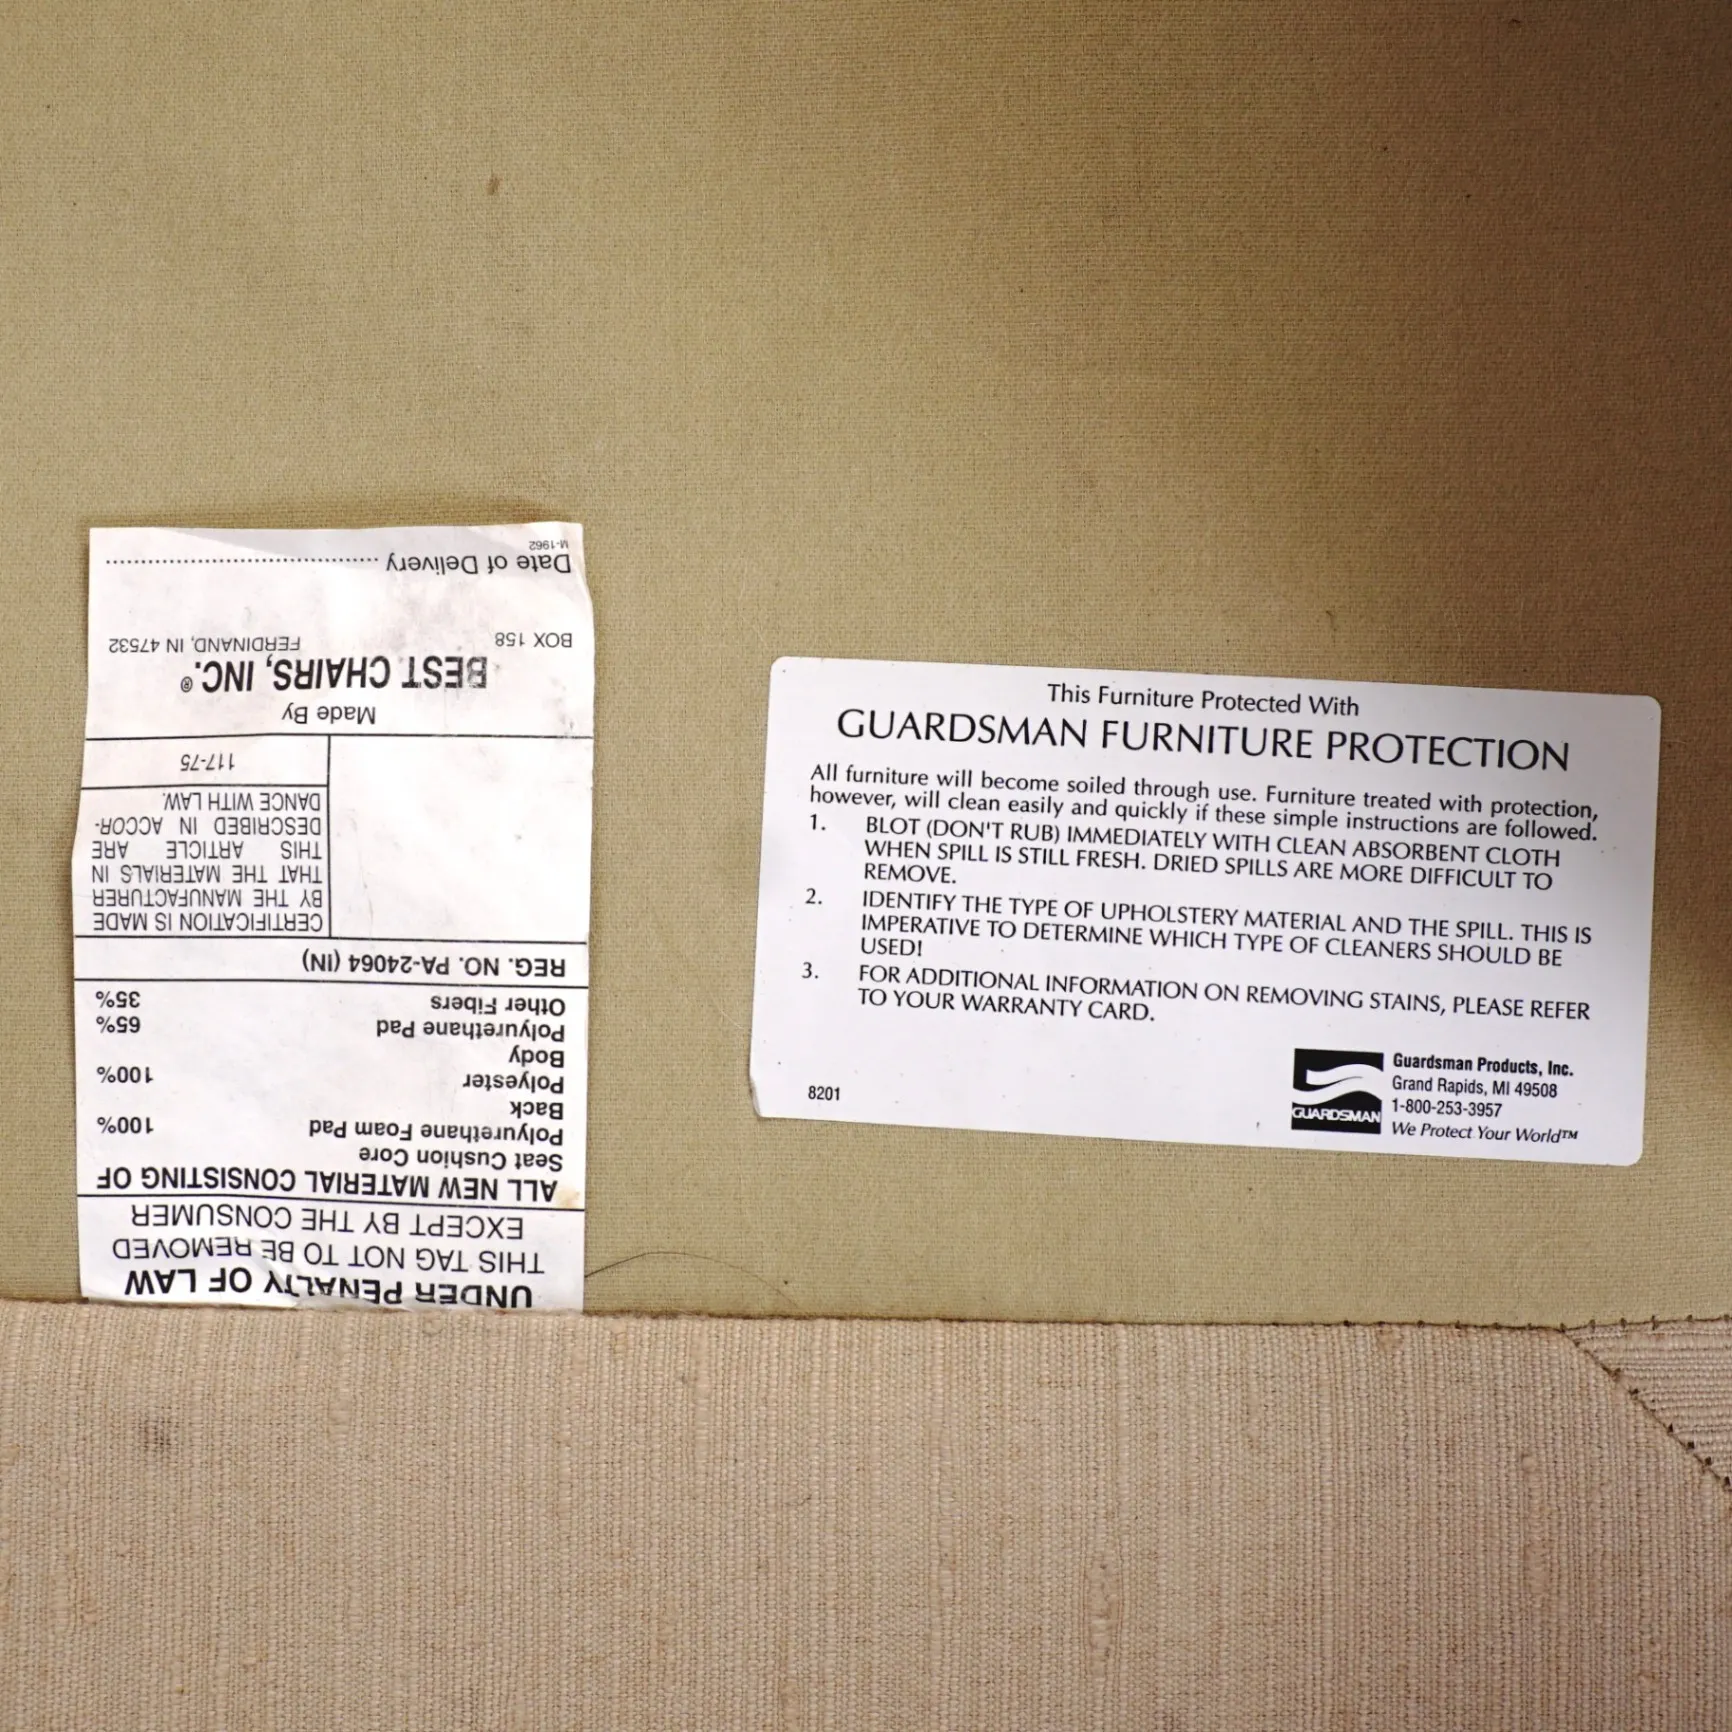 UNDER PENALTY OF LAW
THIS TAG NOT TO BE REMOVED
EXCEPT BY THE CONSUMER
ALL NEW MATERIAL CONSISTING OF
Seat Cushion Core
Polyurethane Foam Pad 100%
Back
Polyester 100%
Body
Polyurethane Pad 65%
Other Fibers 35%
REG. NO. PA-24064 (IN)
CERTIFICATION IS MADE
BY THE MANUFACTURER
THAT THE MATERIALS IN
THIS ARTICLE ARE
DESCRIBED IN ACCOR-
DANCE WITH LAW.
117-75
Made By
BEST CHAIRS, INC.®
BOX 158 FERDINAND, IN 47532
Date of Delivery ........................................
M-1962
This Furniture Protected With
GUARDSMAN FURNITURE PROTECTION
All furniture will become soiled through use. Furniture treated with protection,
however, will clean easily and quickly if these simple instructions are followed.
1. BLOT (DON'T RUB) IMMEDIATELY WITH CLEAN ABSORBENT CLOTH
WHEN SPILL IS STILL FRESH. DRIED SPILLS ARE MORE DIFFICULT TO
REMOVE.
2. IDENTIFY THE TYPE OF UPHOLSTERY MATERIAL AND THE SPILL. THIS IS
IMPERATIVE TO DETERMINE WHICH TYPE OF CLEANERS SHOULD BE
USED!
3. FOR ADDITIONAL INFORMATION ON REMOVING STAINS, PLEASE REFER
TO YOUR WARRANTY CARD.
8201
GUARDSMAN
Guardsman Products, Inc.
Grand Rapids, MI 49508
1-800-253-3957
We Protect Your World™